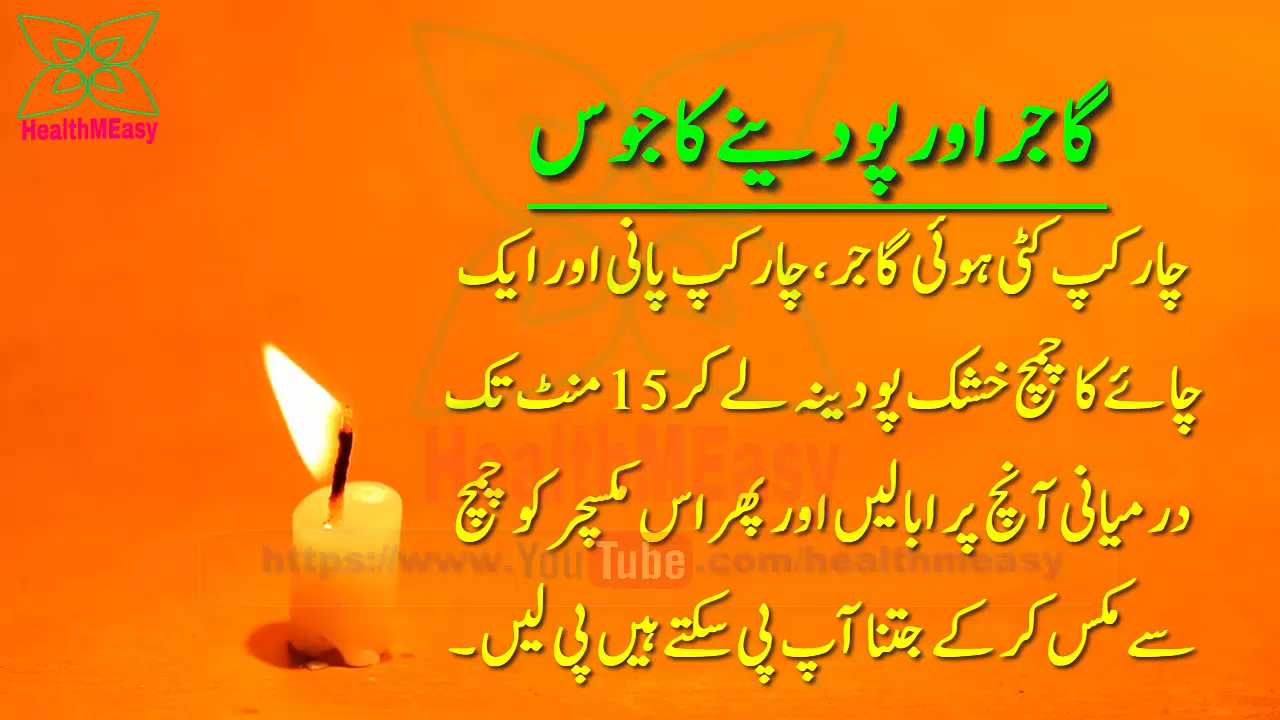 HealthMEasy
گاجر اور پودینے کا جوس
چار کپ کٹی ہوئی گاجر، چار کپ پانی اور ایک
چائے کا چمچ خشک پودینہ لے کر 15 منٹ تک
HealthMEasy
درمیانی آنچ پر ابالیں اور پھر اس مکسچر کو چمچ
https://www.YouTube.com/healthmeasy
سے مکس کر کے جتنا آپ پی سکتے ہیں پی لیں۔